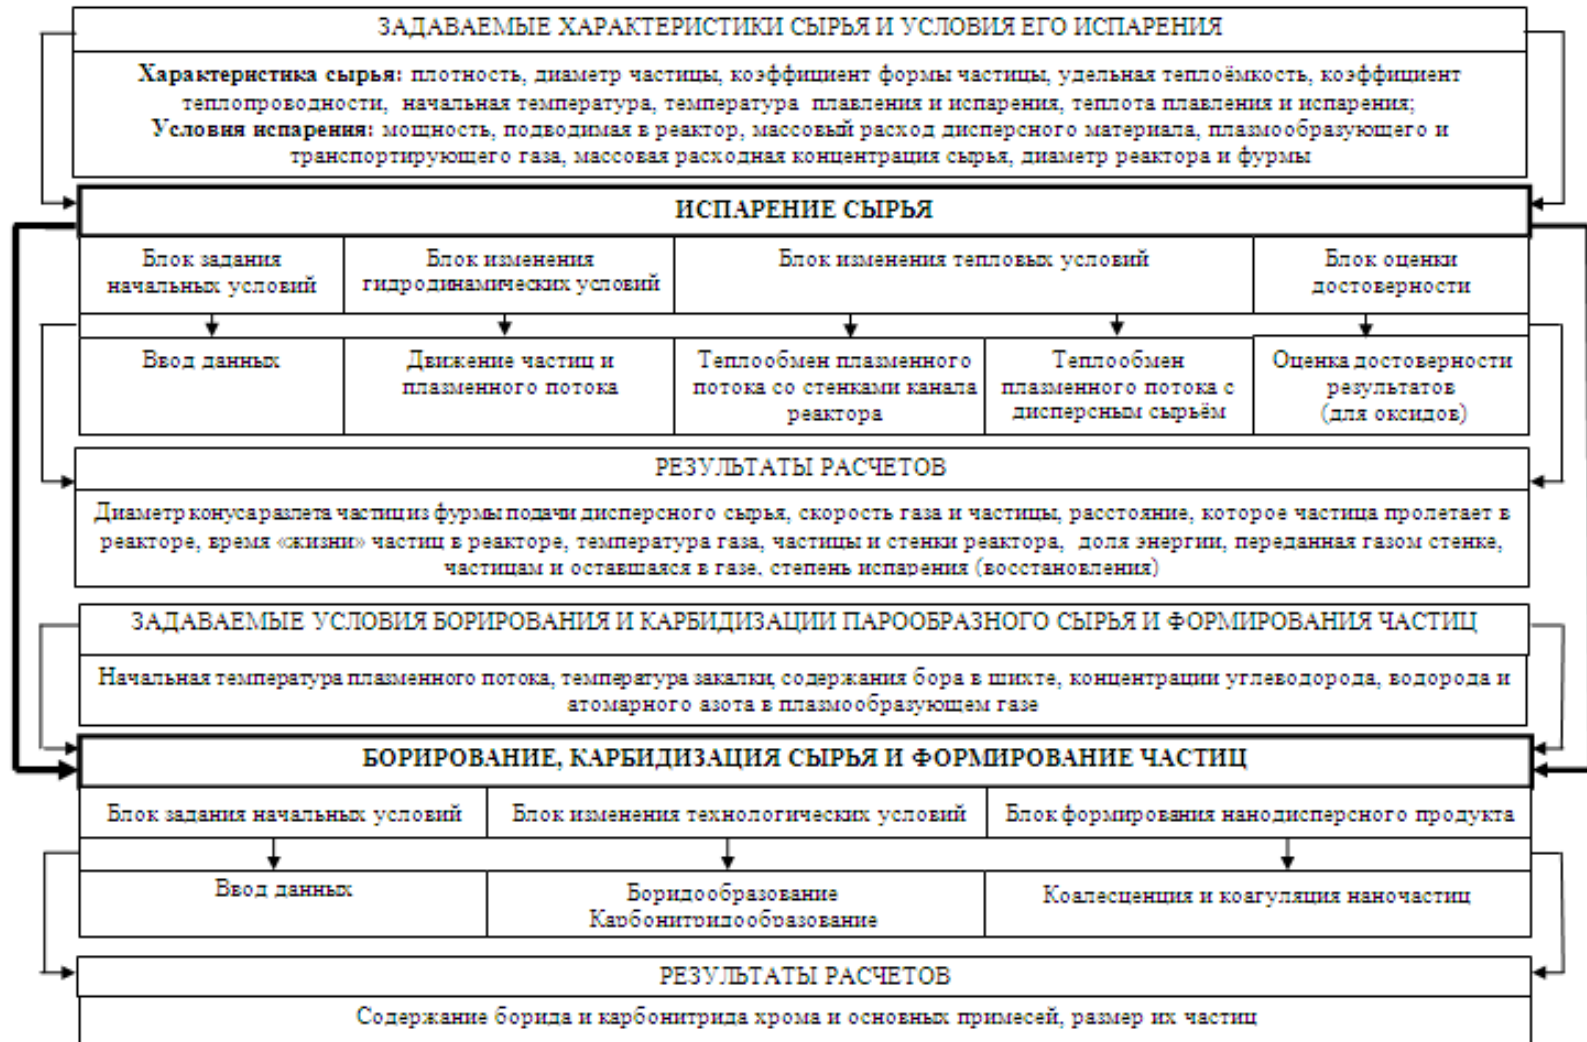 ЗАДАВАЕМЫЕ ХАРАКТЕРИСТИКИ СЫРЬЯ И УСЛОВИЯ ЕГО ИСПАРЕНИЯ
Характеристика сырья: плотность, диаметр частицы, коэффициент формы частицы, удельная теплоёмкость, коэффициент
теплопроводности, начальная температура, температура плавления и испарения, теплота плавления и испарения;
Условия испарения: мощность, подводимая в реактор, массовый расход дисперсного материала, плазмообразующего и
транспортирующего газа, массовая расходная концентрация сырья, диаметр реактора и фурмы
ИСПАРЕНИЕ СЫРЬЯ
Блок задания
начальных условий
Блок изменения
гидродинамических условий
Блок изменения тепловых условий
Блок оценки
достоверности
Ввод данных
Движение частиц и
плазменного потока
Теплообмен плазменного
потока со стенками канала
реактора
Теплообмен
плазменного потока с
дисперсным сырьём
Оценка достоверности
результатов
(для оксидов)
РЕЗУЛЬТАТЫ РАСЧЕТОВ
Диаметр конуса разлета частиц из фурмы подачи дисперсного сырья, скорость газа и частицы, расстояние, которое частица пролетает в
реакторе, время «жизни» частиц в реакторе, температура газа, частицы и стенки реактора, доля энергии, переданная газом стенке,
частицам и оставшаяся в газе, степень испарения (восстановления)
ЗАДАВАЕМЫЕ УСЛОВИЯ БОРИРОВАНИЯ И КАРБИДИЗАЦИИ ПАРООБРАЗНОГО СЫРЬЯ И ФОРМИРОВАНИЯ ЧАСТИЦ
Начальная температура плазменного потока, температура закалки, содержания бора в шихте, концентрации углеводорода, водорода и
атомарного азота в плазмообразующем газе
БОРИРОВАНИЕ, КАРБИДИЗАЦИЯ СЫРЬЯ И ФОРМИРОВАНИЕ ЧАСТИЦ
Блок задания начальных условий
Блок изменения технологических условий
Блок формирования нанодисперсного продукта
Ввод данных
Боридообразование
Карбонитридообразование
Коалесценция и коагуляция наночастиц
РЕЗУЛЬТАТЫ РАСЧЕТОВ
Содержание борида и карбонитрида хрома и основных примесей, размер их частиц